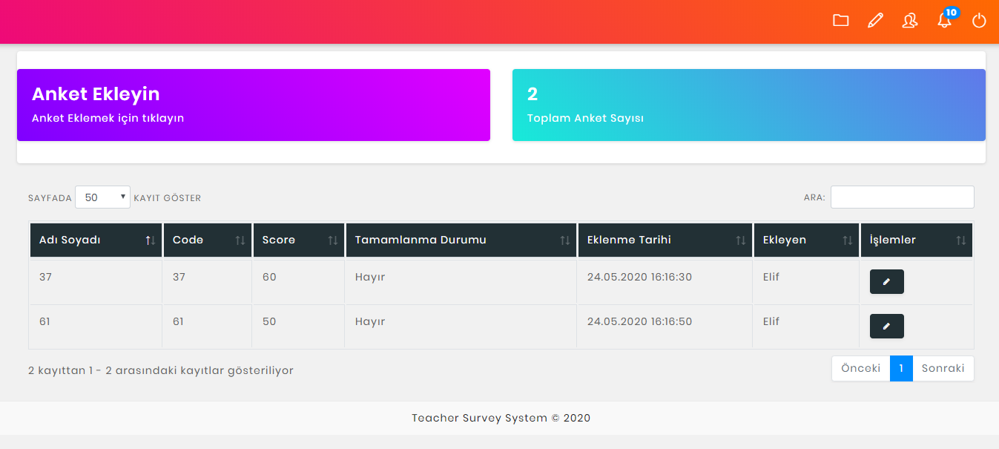 10
Anket Ekleyin
Anket Eklemek için tıklayın
2
Toplam Anket Sayısı
SAYFADA 50 KAYIT GÖSTER
ARA:
Adı Soyadı Code Score Tamamlanma Durumu Eklenme Tarihi Ekleyen İşlemler
37 37 60 Hayır 24.05.2020 16:16:30 Elif
61 61 50 Hayır 24.05.2020 16:16:50 Elif
2 kayıttan 1 - 2 arasındaki kayıtlar gösteriliyor
Önceki 1 Sonraki
Teacher Survey System © 2020